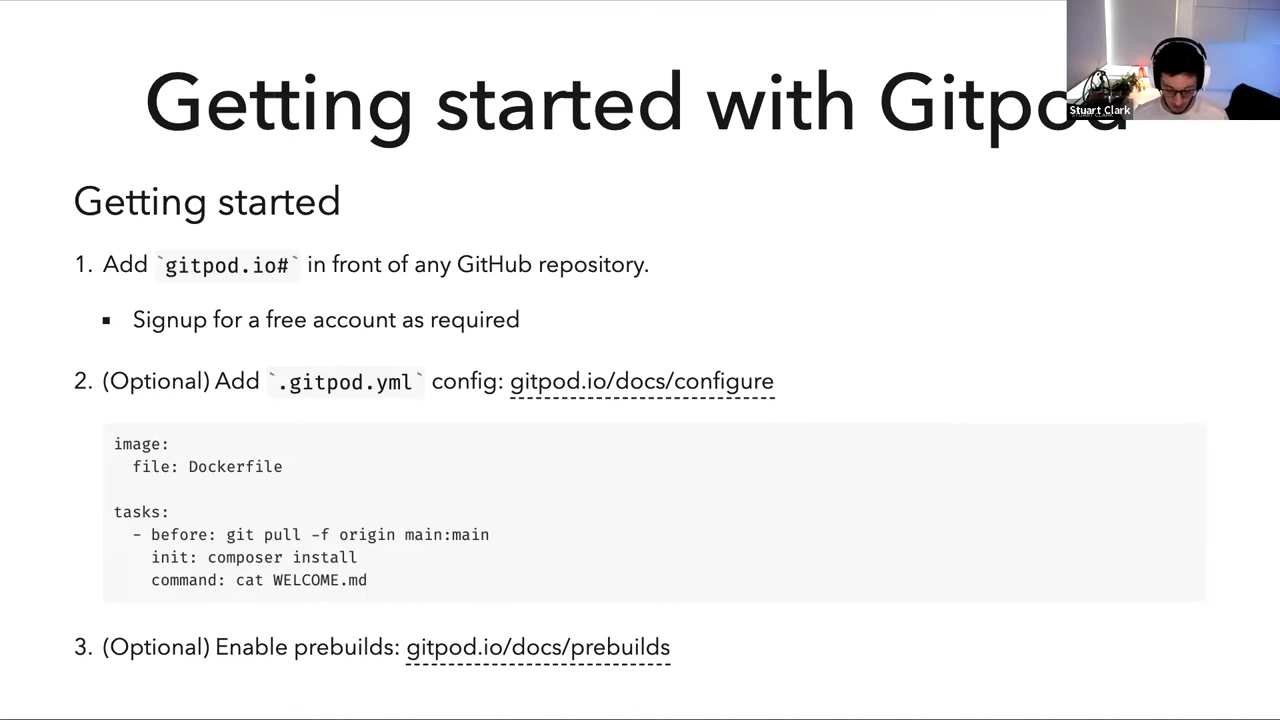 Getting started with Gitpod
Stuart Clark
Getting started
1. Add `gitpod.io#` in front of any GitHub repository.
▪ Signup for a free account as required
2. (Optional) Add `.gitpod.yml` config: gitpod.io/docs/configure
image:
  file: Dockerfile

tasks:
  - before: git pull -f origin main:main
    init: composer install
    command: cat WELCOME.md
3. (Optional) Enable prebuilds: gitpod.io/docs/prebuilds